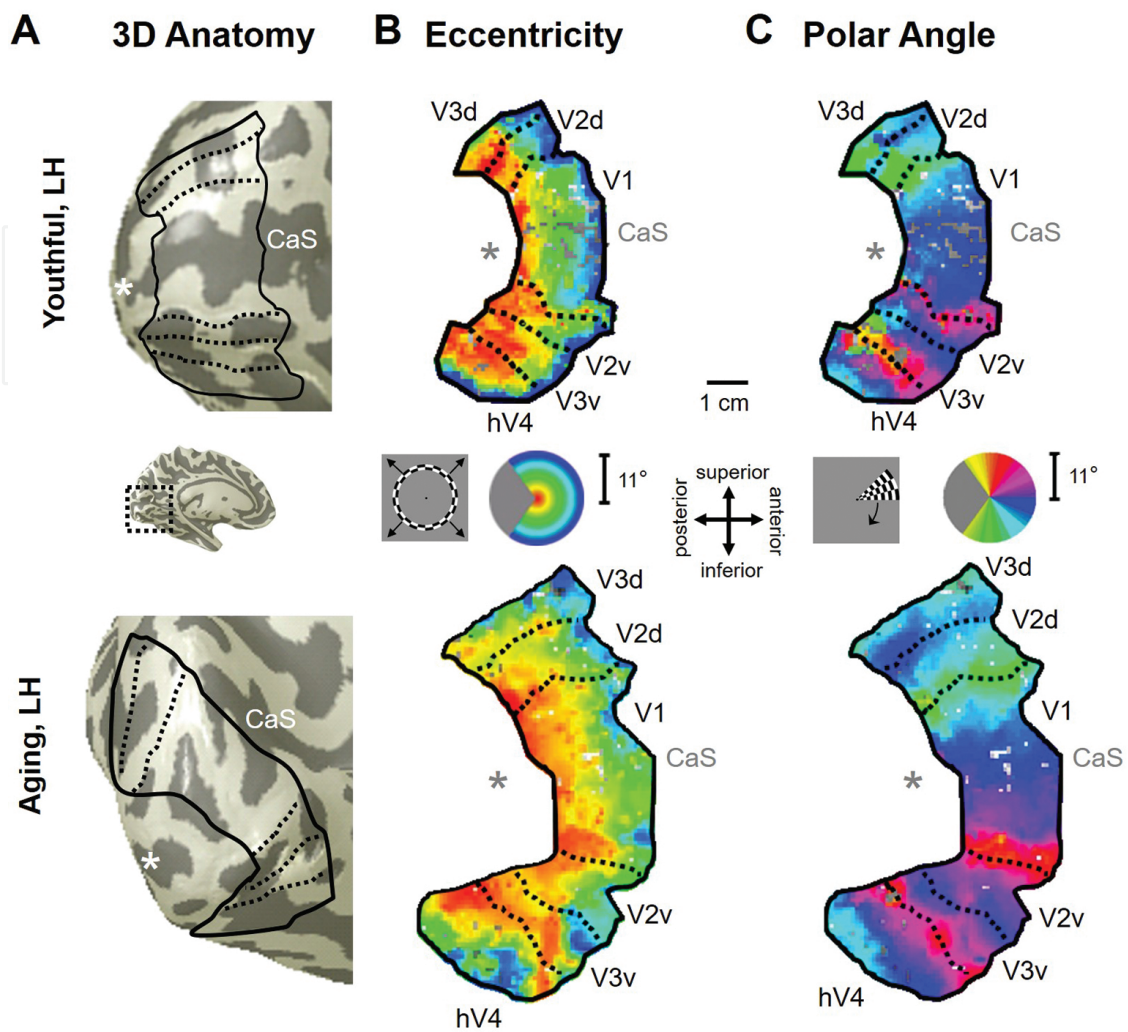 A 3D Anatomy B Eccentricity C Polar Angle
Youthful, LH
CaS
*
V3d
V2d
V1
CaS
*
V2v
V3v
hV4
1 cm
V3d
V2d
V1
CaS
*
V2v
V3v
hV4
11°
superior
posterior
anterior
inferior
11°
Aging, LH
CaS
*
V3d
V2d
V1
CaS
*
V2v
V3v
hV4
V3d
V2d
V1
CaS
*
V2v
V3v
hV4